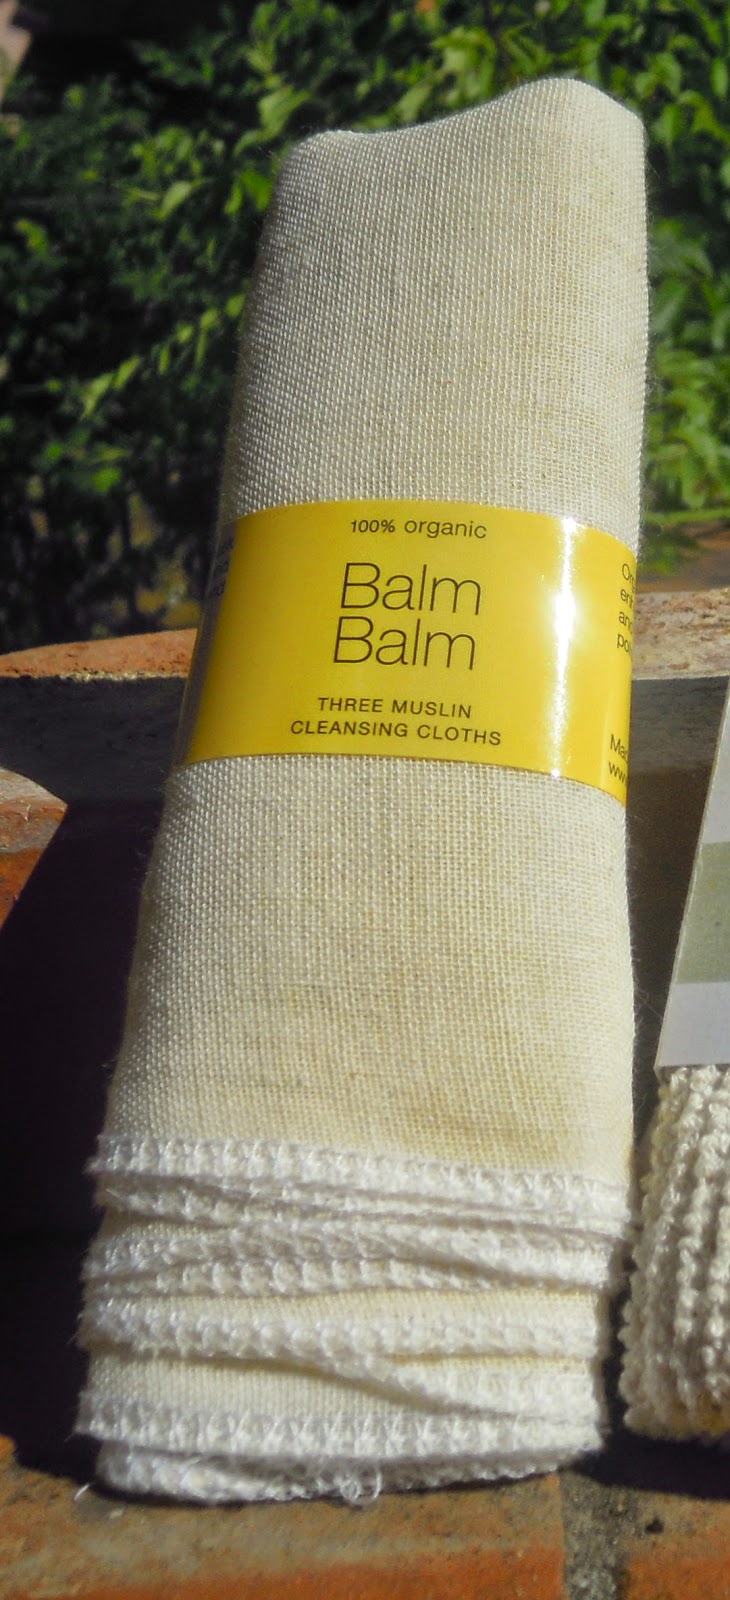 100% organic
Balm
Balm
THREE MUSLIN
CLEANSING CLOTHS